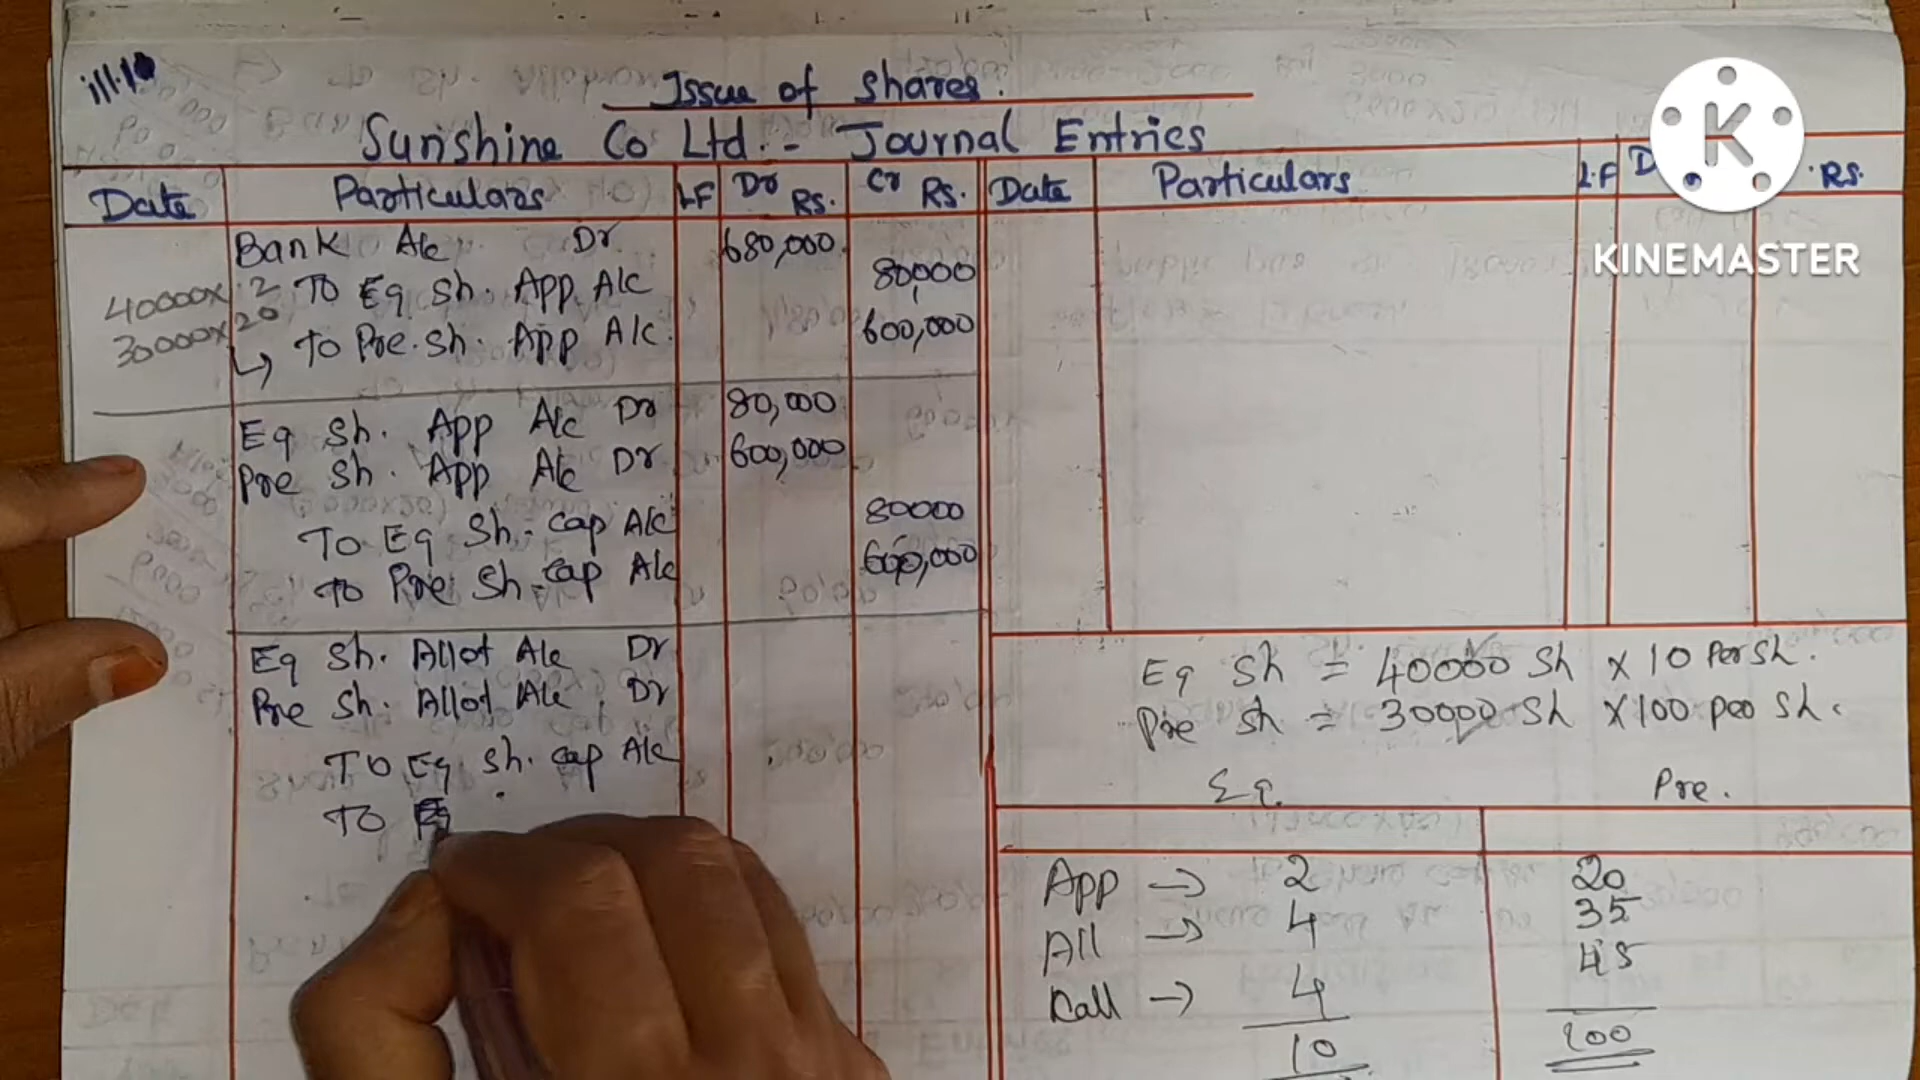 ill.10
Issue of shares.
Sunshine Co Ltd. - Journal Entries
Date Particulars LF Dr Rs. Cr Rs.
Bank A/c Dr 680,000
40000x 2 To Eq sh. App A/c 80,000
30000x20 To Pre.sh. App A/c. 600,000
Eq sh. App A/c Dr 80,000
Pre Sh. App A/c Dr 600,000
To Eq Sh. cap A/c 80000
To Pre Sh. cap A/c 600,000
Eq Sh. Allot A/c Dr
Pre Sh. Allot A/c Dr
To Eq sh. cap A/c
To
Date Particulars L.F D Rs.
K
KINEMASTER
Eq Sh = 40000 Sh x 10 Per Sh.
Pre sh = 30000 Sh x 100 per Sh.
Eq. Pre.
App → 2 20
All → 4 35
Call → 4 45
10 100